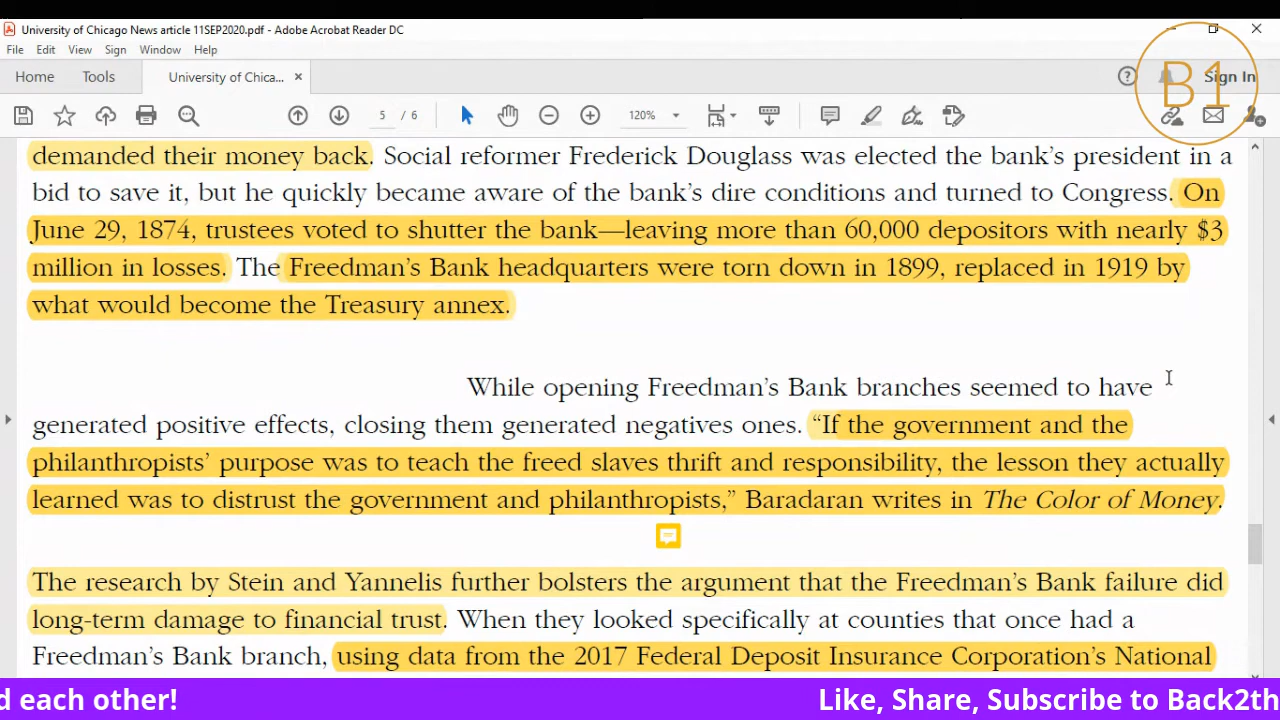 University of Chicago News article 11SEP2020.pdf - Adobe Acrobat Reader DC
File Edit View Sign Window Help
Home Tools University of Chica... Sign In
5 / 6 120%
B1
demanded their money back. Social reformer Frederick Douglass was elected the bank's president in a
bid to save it, but he quickly became aware of the bank's dire conditions and turned to Congress. On
June 29, 1874, trustees voted to shutter the bank—leaving more than 60,000 depositors with nearly $3
million in losses. The Freedman's Bank headquarters were torn down in 1899, replaced in 1919 by
what would become the Treasury annex.
While opening Freedman's Bank branches seemed to have
generated positive effects, closing them generated negatives ones. “If the government and the
philanthropists' purpose was to teach the freed slaves thrift and responsibility, the lesson they actually
learned was to distrust the government and philanthropists,” Baradaran writes in The Color of Money.
The research by Stein and Yannelis further bolsters the argument that the Freedman's Bank failure did
long-term damage to financial trust. When they looked specifically at counties that once had a
Freedman's Bank branch, using data from the 2017 Federal Deposit Insurance Corporation's National
d each other! Like, Share, Subscribe to Back2th